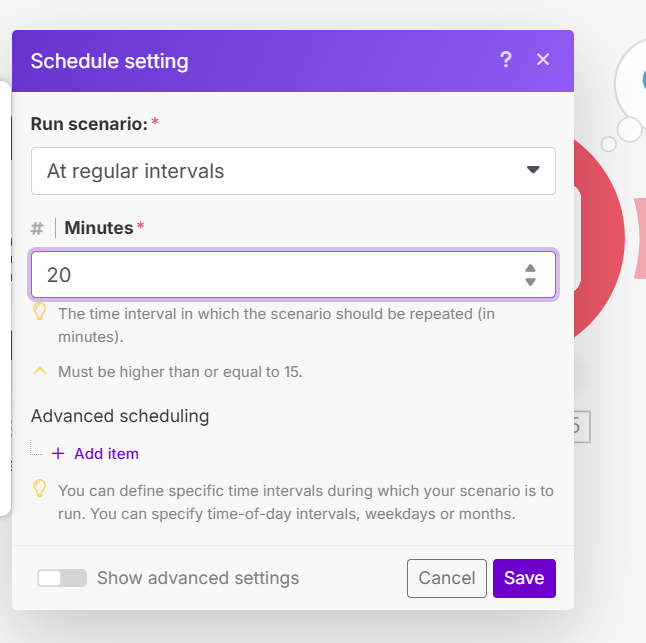 Schedule setting ?
Run scenario:*
At regular intervals
# Minutes*
20
The time interval in which the scenario should be repeated (in
minutes).
Must be higher than or equal to 15.
Advanced scheduling
+ Add item
You can define specific time intervals during which your scenario is to
run. You can specify time-of-day intervals, weekdays or months.
Show advanced settings
Cancel
Save